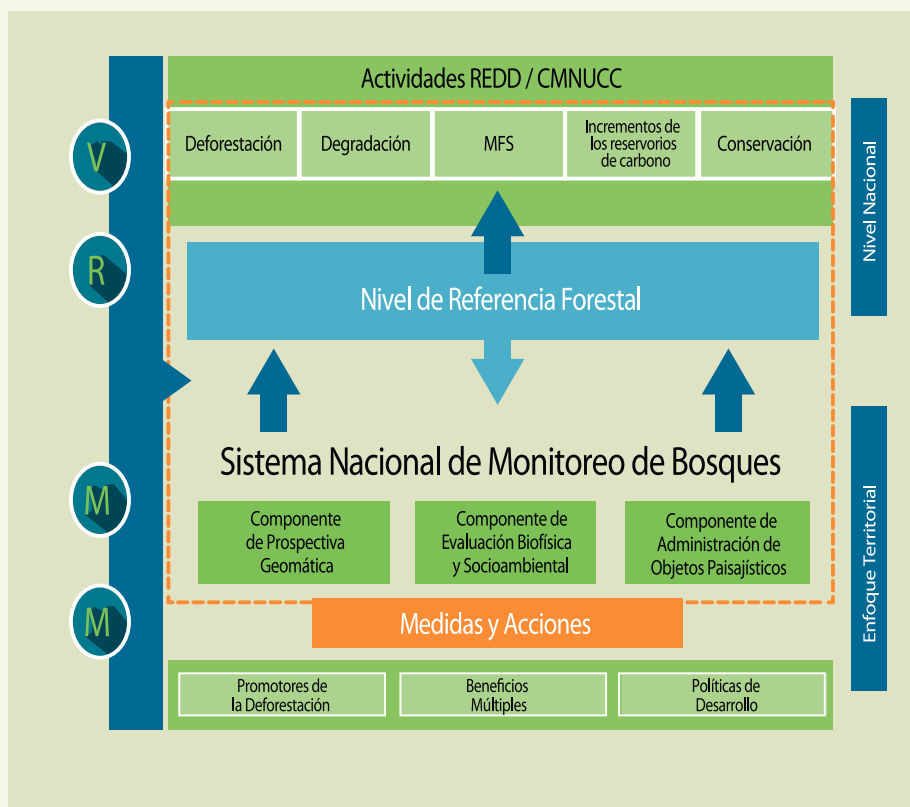 Actividades REDD / CMNUCC
Deforestación
Degradación
MFS
Incrementos de
los reservorios
de carbono
Conservación
V
R
M
M
Nivel de Referencia Forestal
Nivel Nacional
Sistema Nacional de Monitoreo de Bosques
Componente
de Prospectiva
Geomática
Componente de
Evaluación Biofísica
y Socioambiental
Componente de
Administración de
Objetos Paisajísticos
Enfoque Territorial
Medidas y Acciones
Promotores de
la Deforestación
Beneficios
Múltiples
Políticas de
Desarrollo